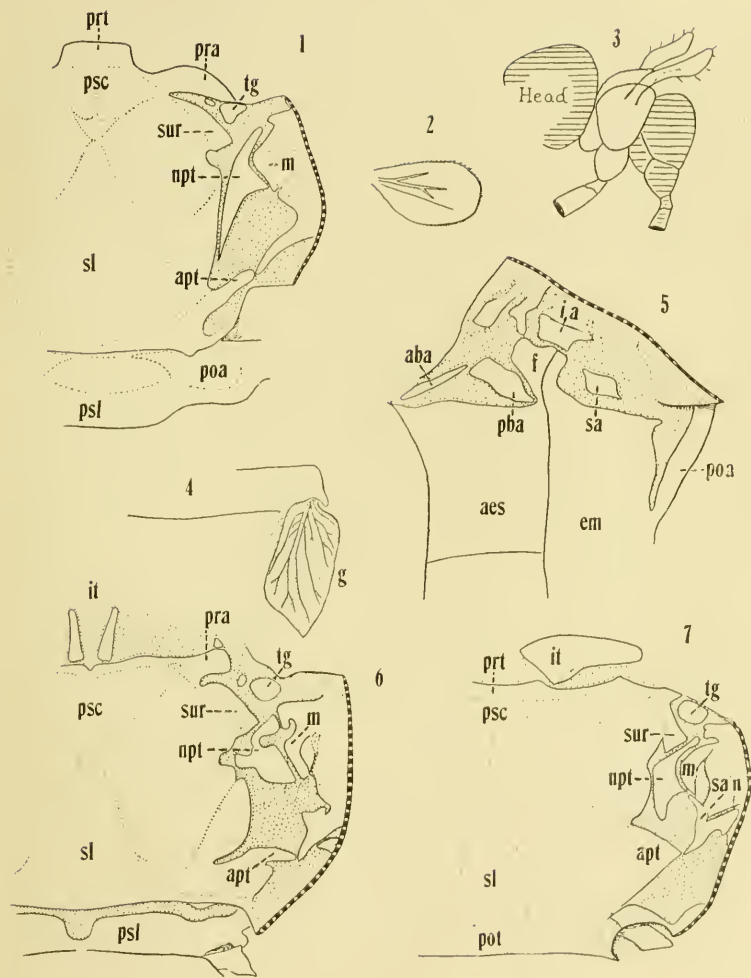 prt
1
3
pra
psc
tg
Head
sur
2
m
npt
sl
5
apt
i a
aba
f
poa
pba
sa
psl
poa
4
aes
em
g
it
pra
7
tg
6
it
prt
tg
psc
psc
sur
m
sur
npt
npt
m
sa n
sl
apt
apt
sl
psl
pot